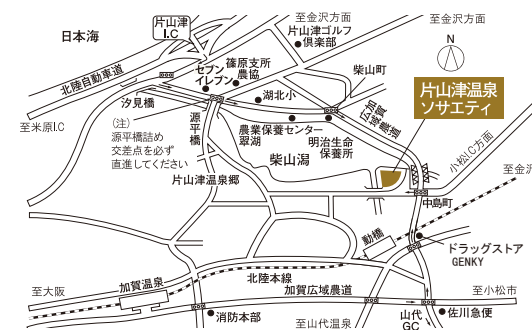 至金沢方面
至金沢方面
片山津
I.C
片山津ゴルフ
倶楽部
日本海
N
篠原支所
農協
柴山町
北陸自動車道
セブン
イレブン
片山津温泉
ソサエティ
湖北小
汐見橋
広域
加賀
農道
至米原I.C
(注)
源平橋詰め
交差点を必ず
直進してください
源平橋
農業保養センター
翠湖
明治生命
保養所
小松I.C方面
柴山潟
至金沢
片山津温泉郷
中島町
動橋
ドラッグストア
GENKY
北陸本線
加賀温泉
至大阪
加賀広域農道
至小松市
消防本部
至山代温泉
山代
GC
佐川急便